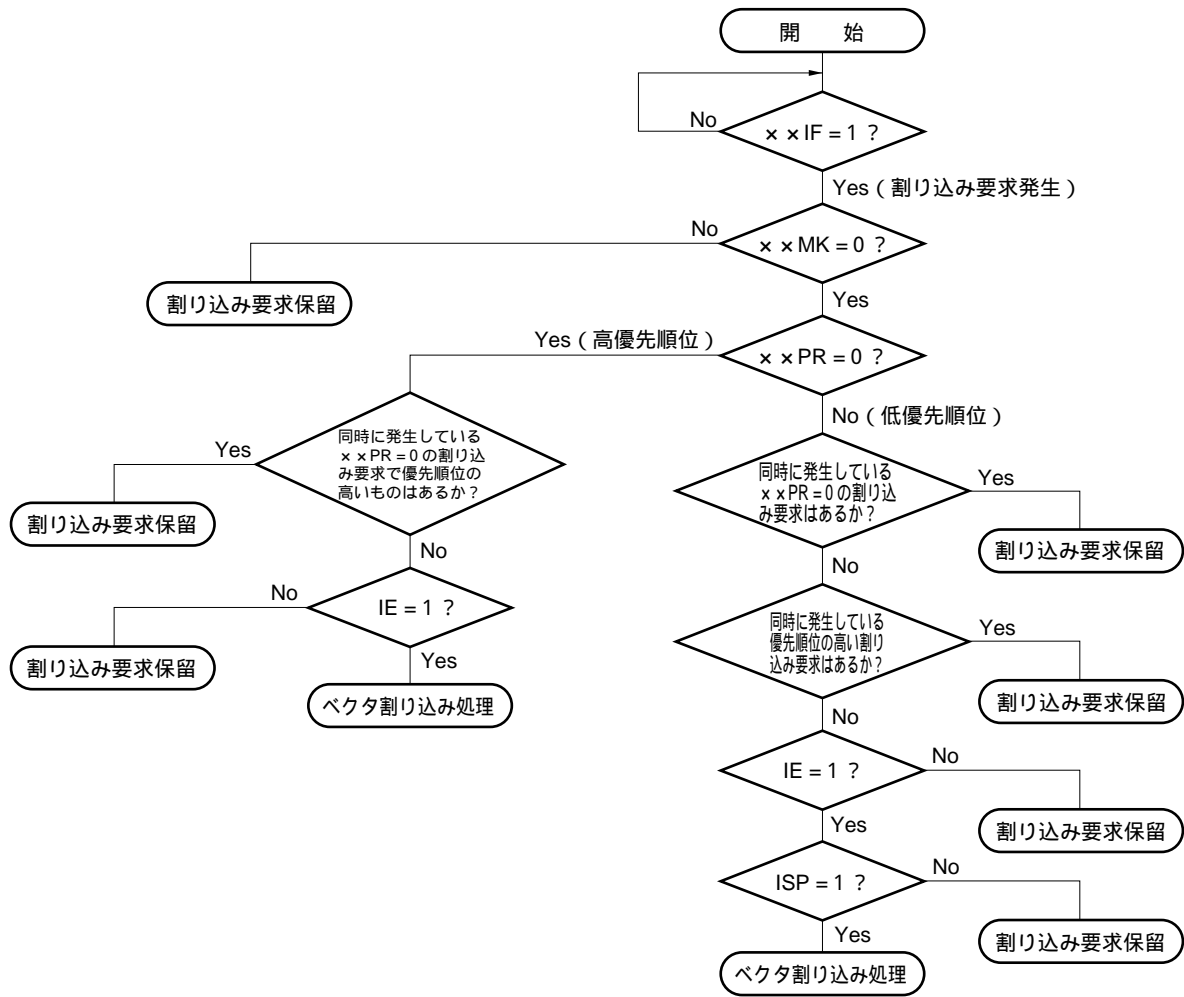 開　　始
No
××IF = 1 ?
Yes ( 割り込み要求発生 )
No
××MK = 0 ?
割り込み要求保留
Yes
Yes ( 高優先順位 )
××PR = 0 ?
No ( 低優先順位 )
同時に発生している
××PR = 0 の割り込
み要求で優先順位の
高いものはあるか？
Yes
割り込み要求保留
No
同時に発生している
××PR = 0 の割り込
み要求はあるか？
Yes
割り込み要求保留
No
IE = 1 ?
No
割り込み要求保留
Yes
ベクタ割り込み処理
同時に発生している
優先順位の高い割り
込み要求はあるか？
Yes
割り込み要求保留
No
IE = 1 ?
No
割り込み要求保留
Yes
ISP = 1 ?
No
割り込み要求保留
Yes
ベクタ割り込み処理